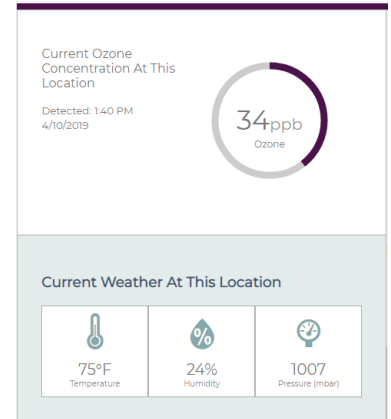 Current Ozone
Concentration At This
Location
Detected: 1:40 PM
4/10/2019
34ppb
Ozone
Current Weather At This Location
%
75°F
Temperature
24%
Humidity
1007
Pressure (mbar)